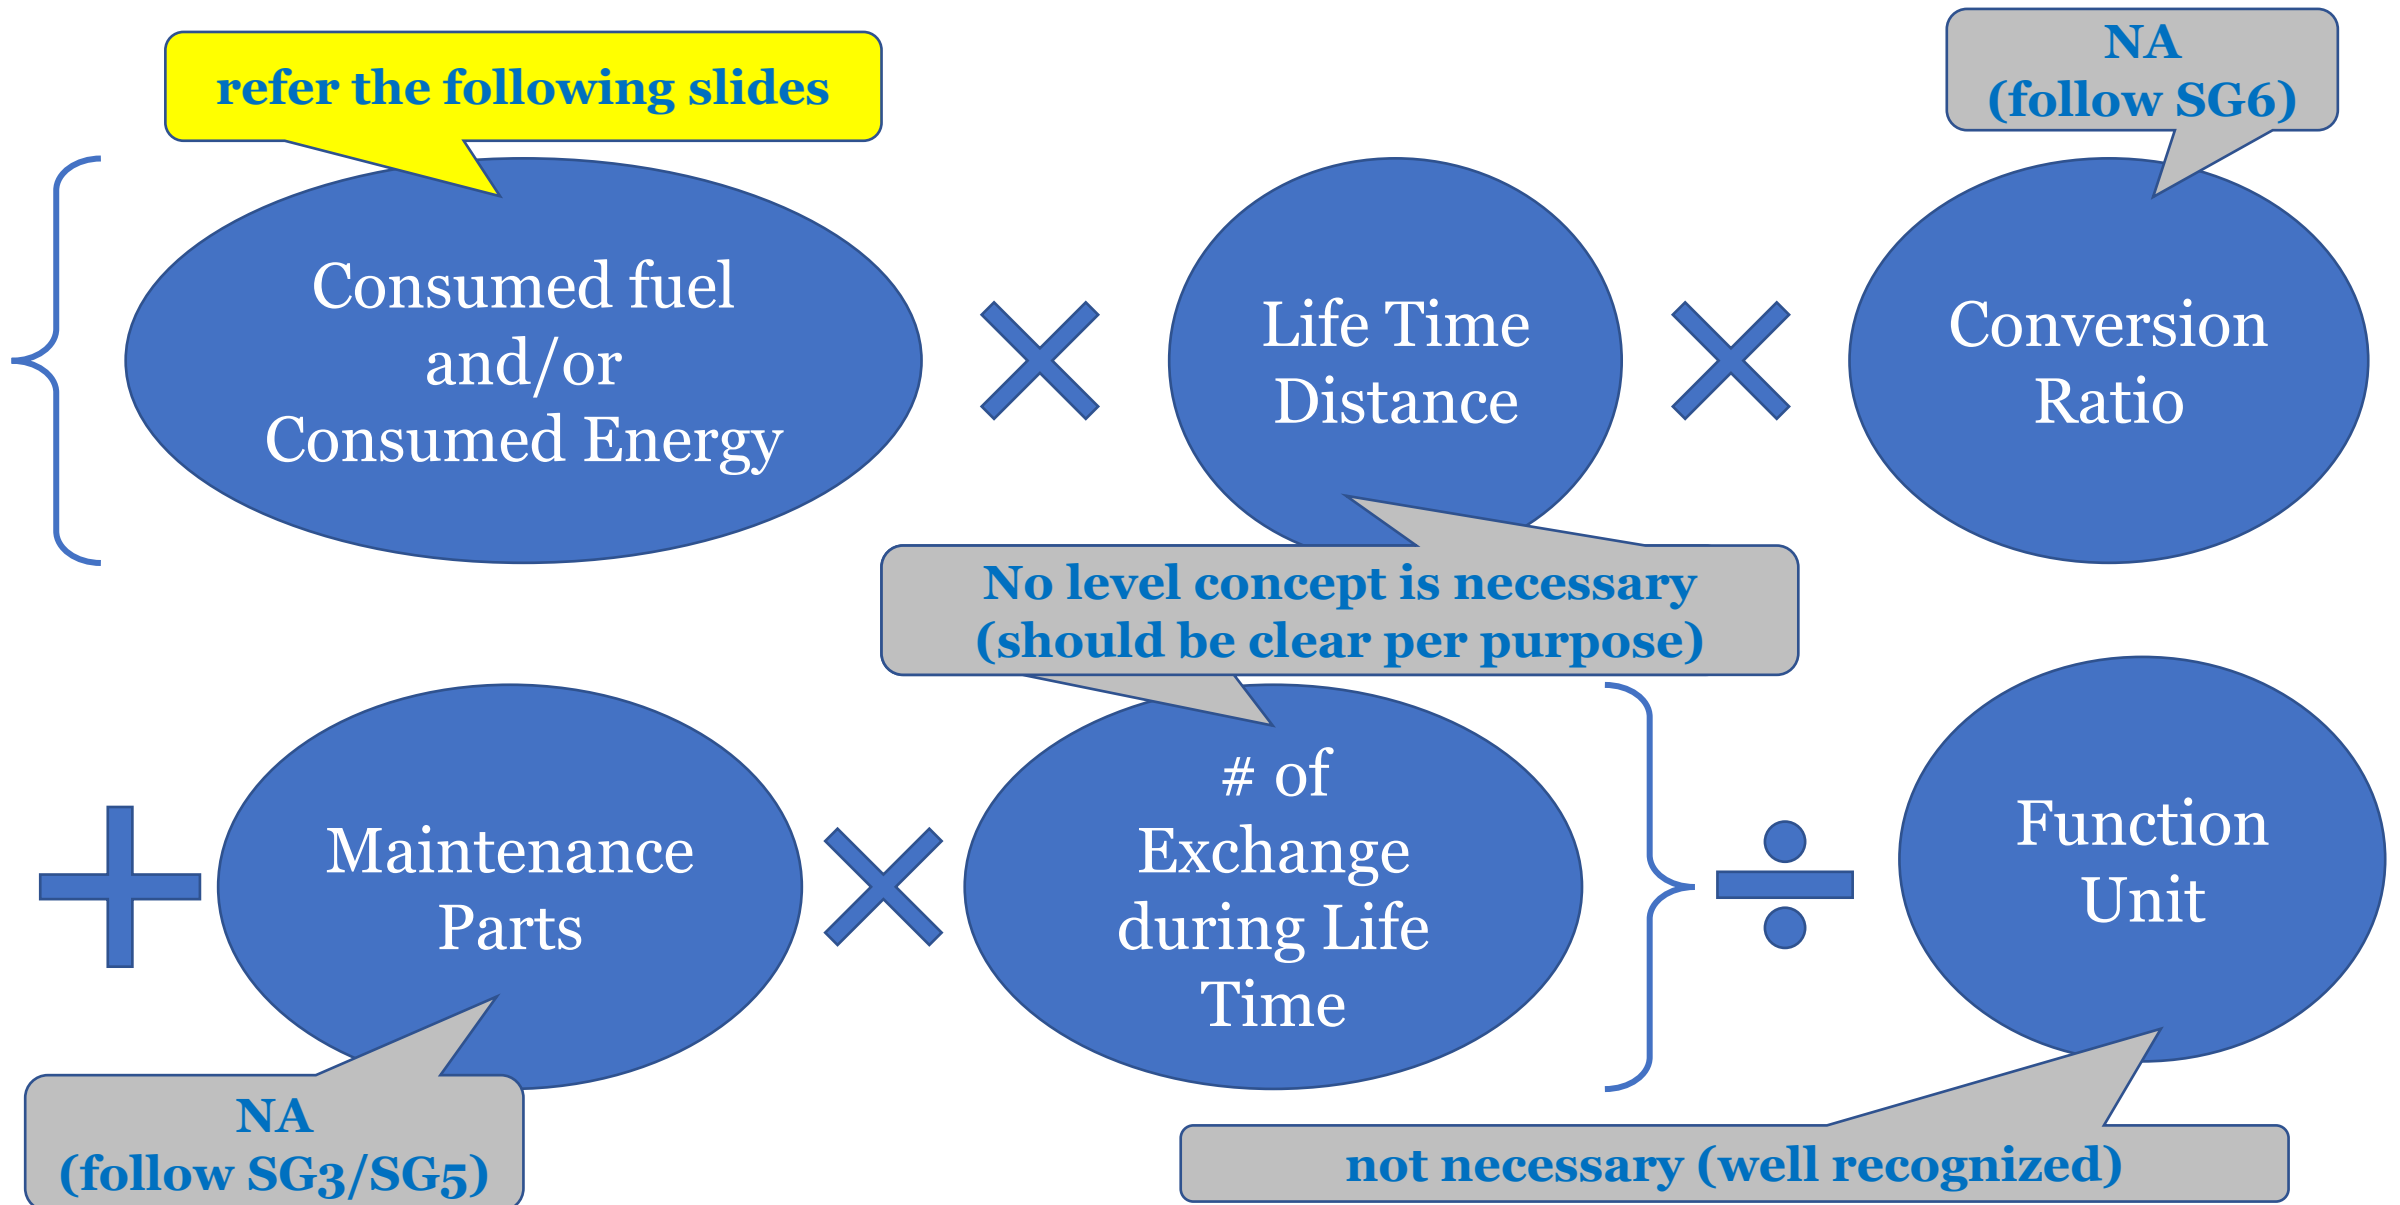 refer the following slides
NA
(follow SG6)
Consumed fuel
and/or
Consumed Energy
Life Time
Distance
Conversion
Ratio
No level concept is necessary
(should be clear per purpose)
Maintenance
Parts
# of
Exchange
during Life
Time
Function
Unit
NA
(follow SG3/SG5)
not necessary (well recognized)